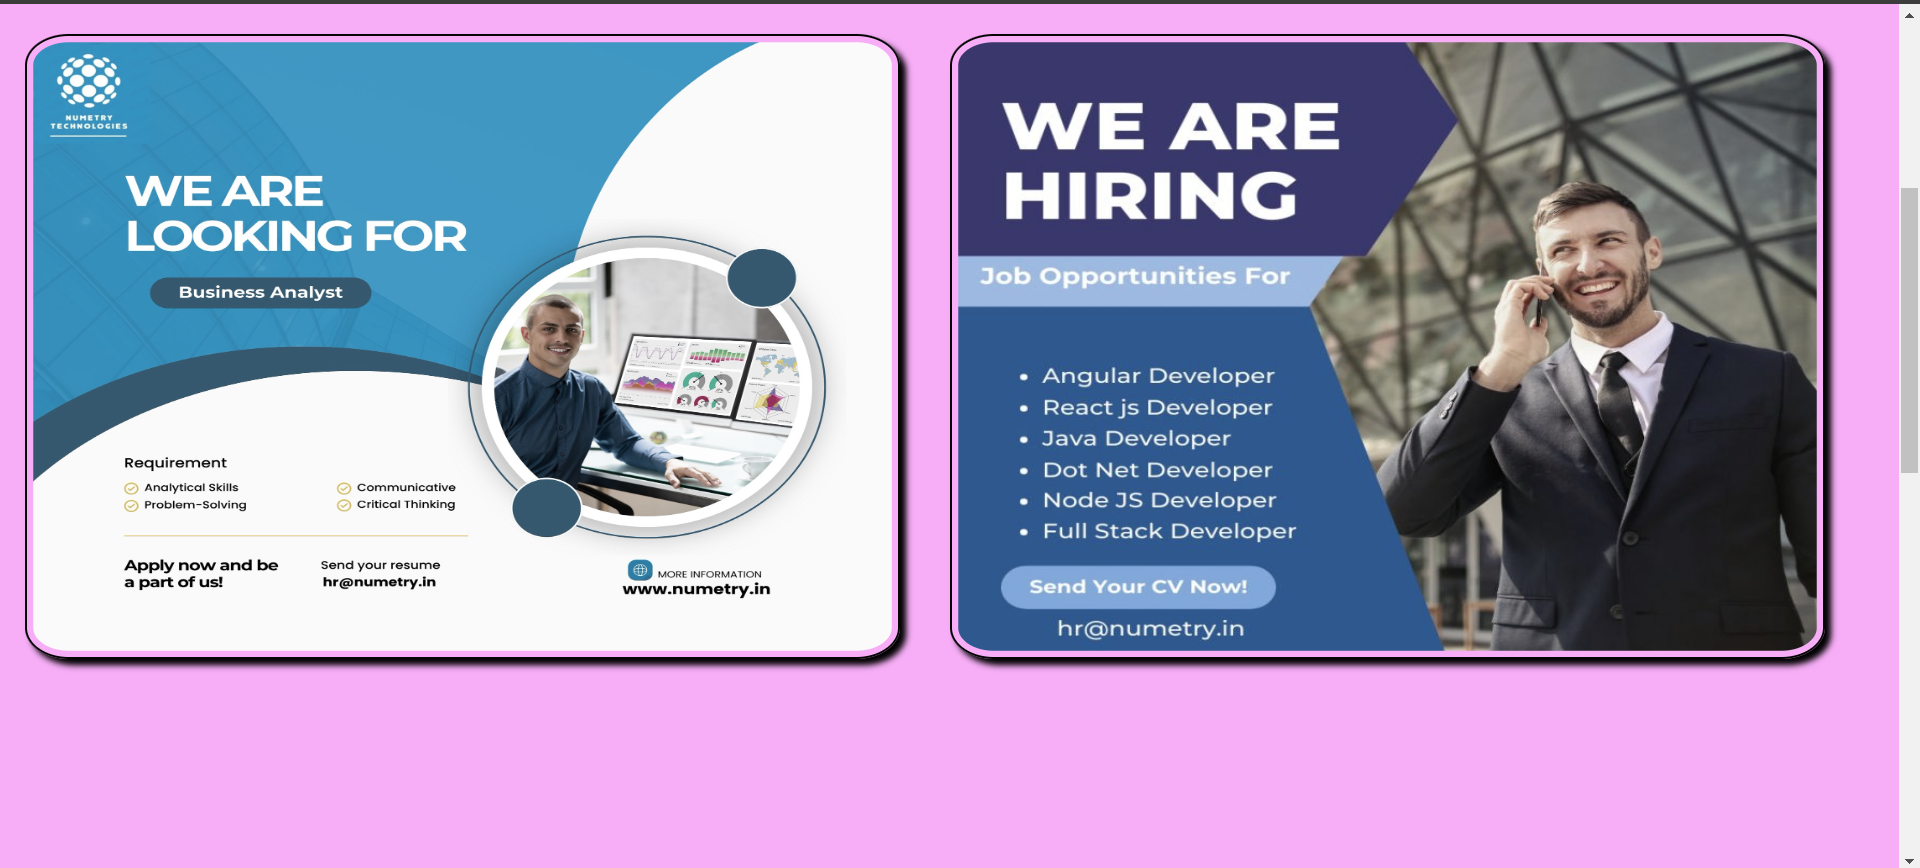 NUMETRY
TECHNOLOGIES
WE ARE
LOOKING FOR
Business Analyst
Requirement
Analytical Skills
Communicative
Problem-Solving
Critical Thinking
Apply now and be
a part of us!
Send your resume
hr@numetry.in
MORE INFORMATION
www.numetry.in
WE ARE
HIRING
Job Opportunities For
• Angular Developer
• React js Developer
• Java Developer
• Dot Net Developer
• Node JS Developer
• Full Stack Developer
Send Your CV Now!
hr@numetry.in